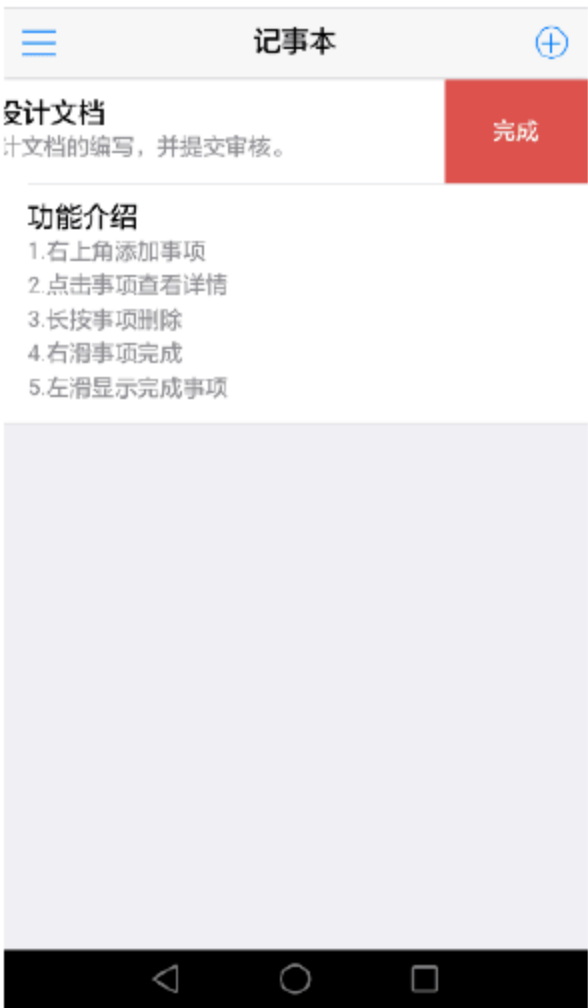 记事本
设计文档
计文档的编写，并提交审核。
完成
功能介绍
1.右上角添加事项
2.点击事项查看详情
3.长按事项删除
4.右滑事项完成
5.左滑显示完成事项